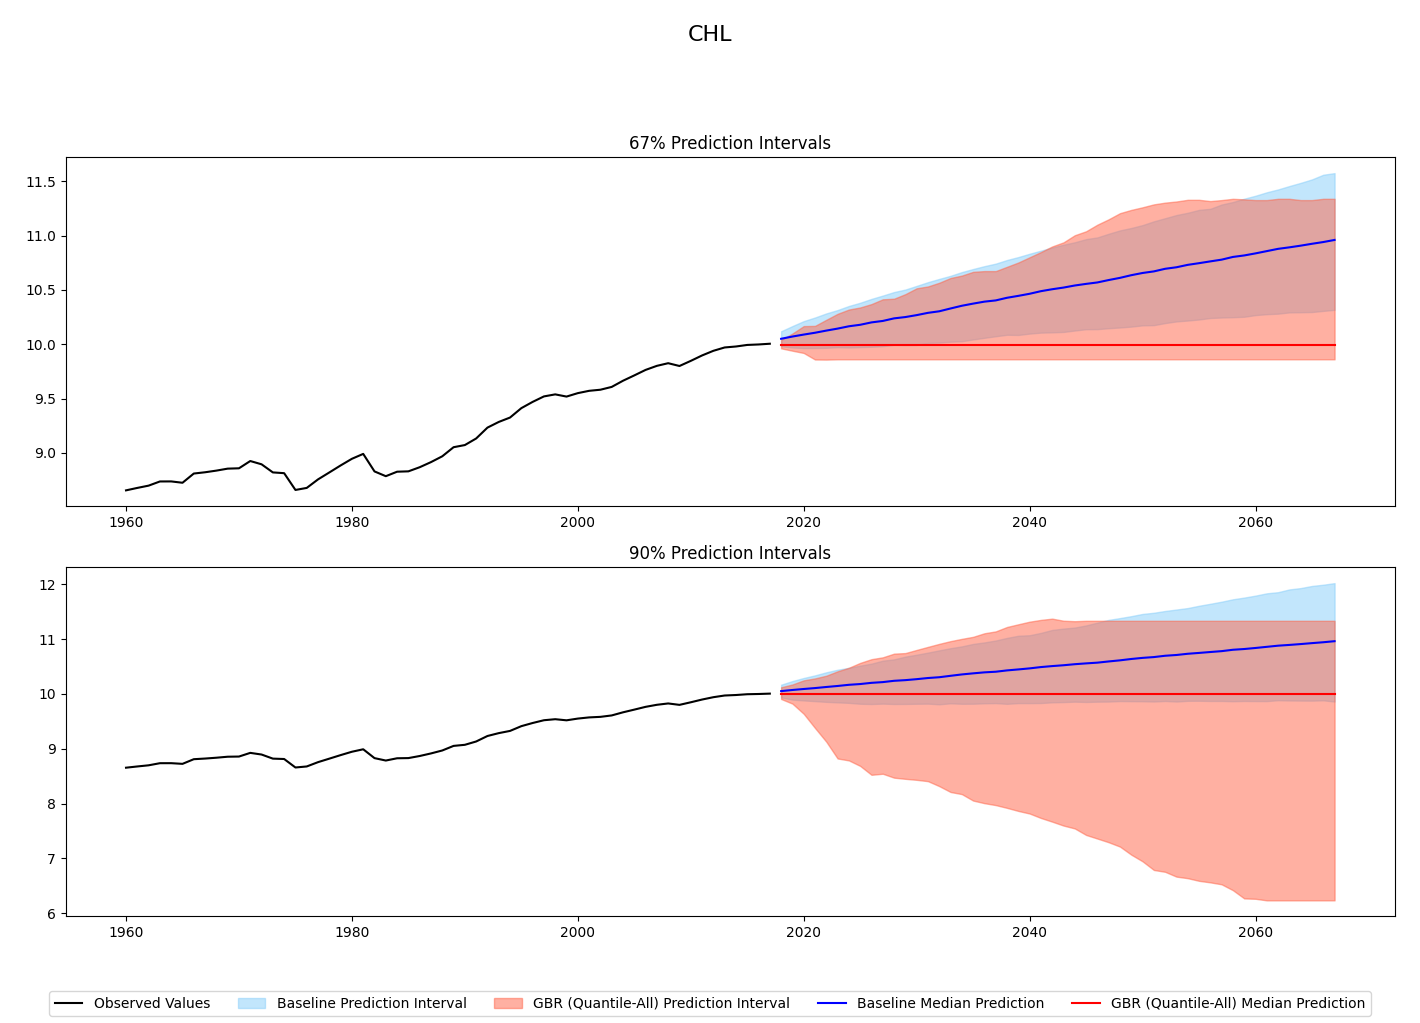 CHL
67% Prediction Intervals
11.5
11.0
10.5
10.0
9.5
9.0
1960 1980 2000 2020 2040 2060
90% Prediction Intervals
12
11
10
9
8
7
6
1960 1980 2000 2020 2040 2060
Observed Values Baseline Prediction Interval GBR (Quantile-All) Prediction Interval Baseline Median Prediction GBR (Quantile-All) Median Prediction